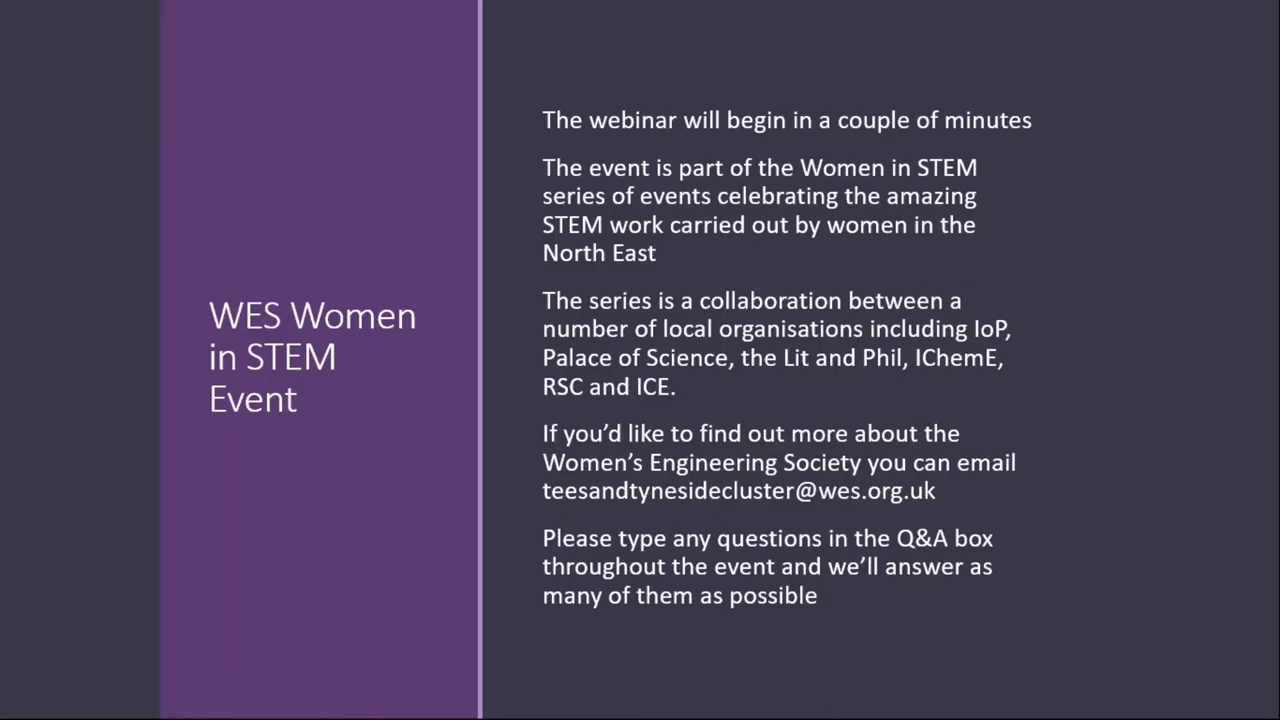 WES Women
in STEM
Event
The webinar will begin in a couple of minutes
The event is part of the Women in STEM
series of events celebrating the amazing
STEM work carried out by women in the
North East
The series is a collaboration between a
number of local organisations including IoP,
Palace of Science, the Lit and Phil, IChemE,
RSC and ICE.
If you’d like to find out more about the
Women’s Engineering Society you can email
teesandtynesidecluster@wes.org.uk
Please type any questions in the Q&A box
throughout the event and we’ll answer as
many of them as possible